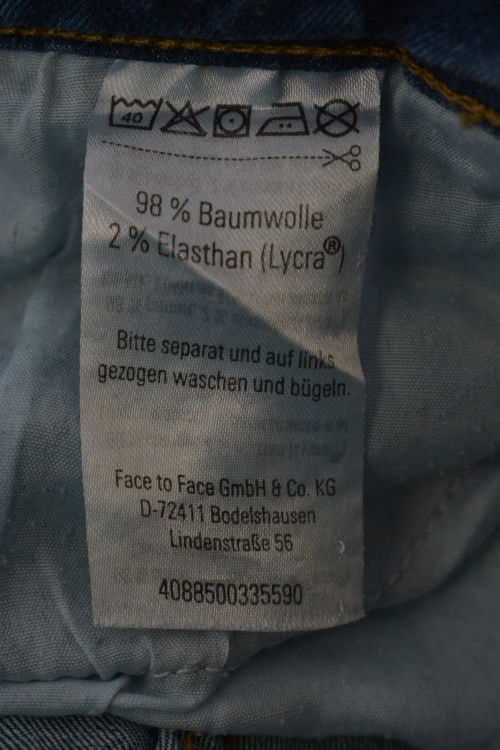 40
98 % Baumwolle
2 % Elasthan (Lycra®)
Bitte separat und auf links
gezogen waschen und bügeln.
Face to Face GmbH & Co. KG
D-72411 Bodelshausen
Lindenstraße 56
4088500335590